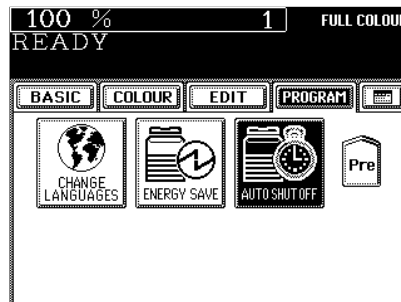 100 % 1 FULL COLOUR
READY
BASIC COLOUR EDIT PROGRAM
CHANGE LANGUAGES ENERGY SAVE AUTO SHUT OFF Pre